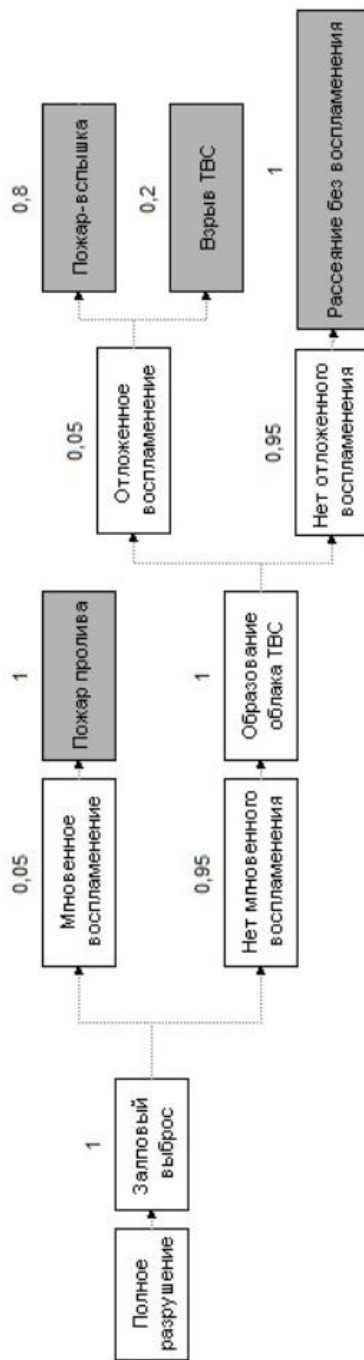 Полное
разрушение
1
Залповый
выброс
0,05
Мгновенное
воспламенение
1
Пожар пролива
0,95
Нет мгновенного
воспламенения
1
Образование
облака ТВС
0,05
Отложенное
воспламенение
0,8
Пожар-вспышка
0,2
Взрыв ТВС
0,95
Нет отложенного
воспламенения
1
Рассеяние без воспламенения